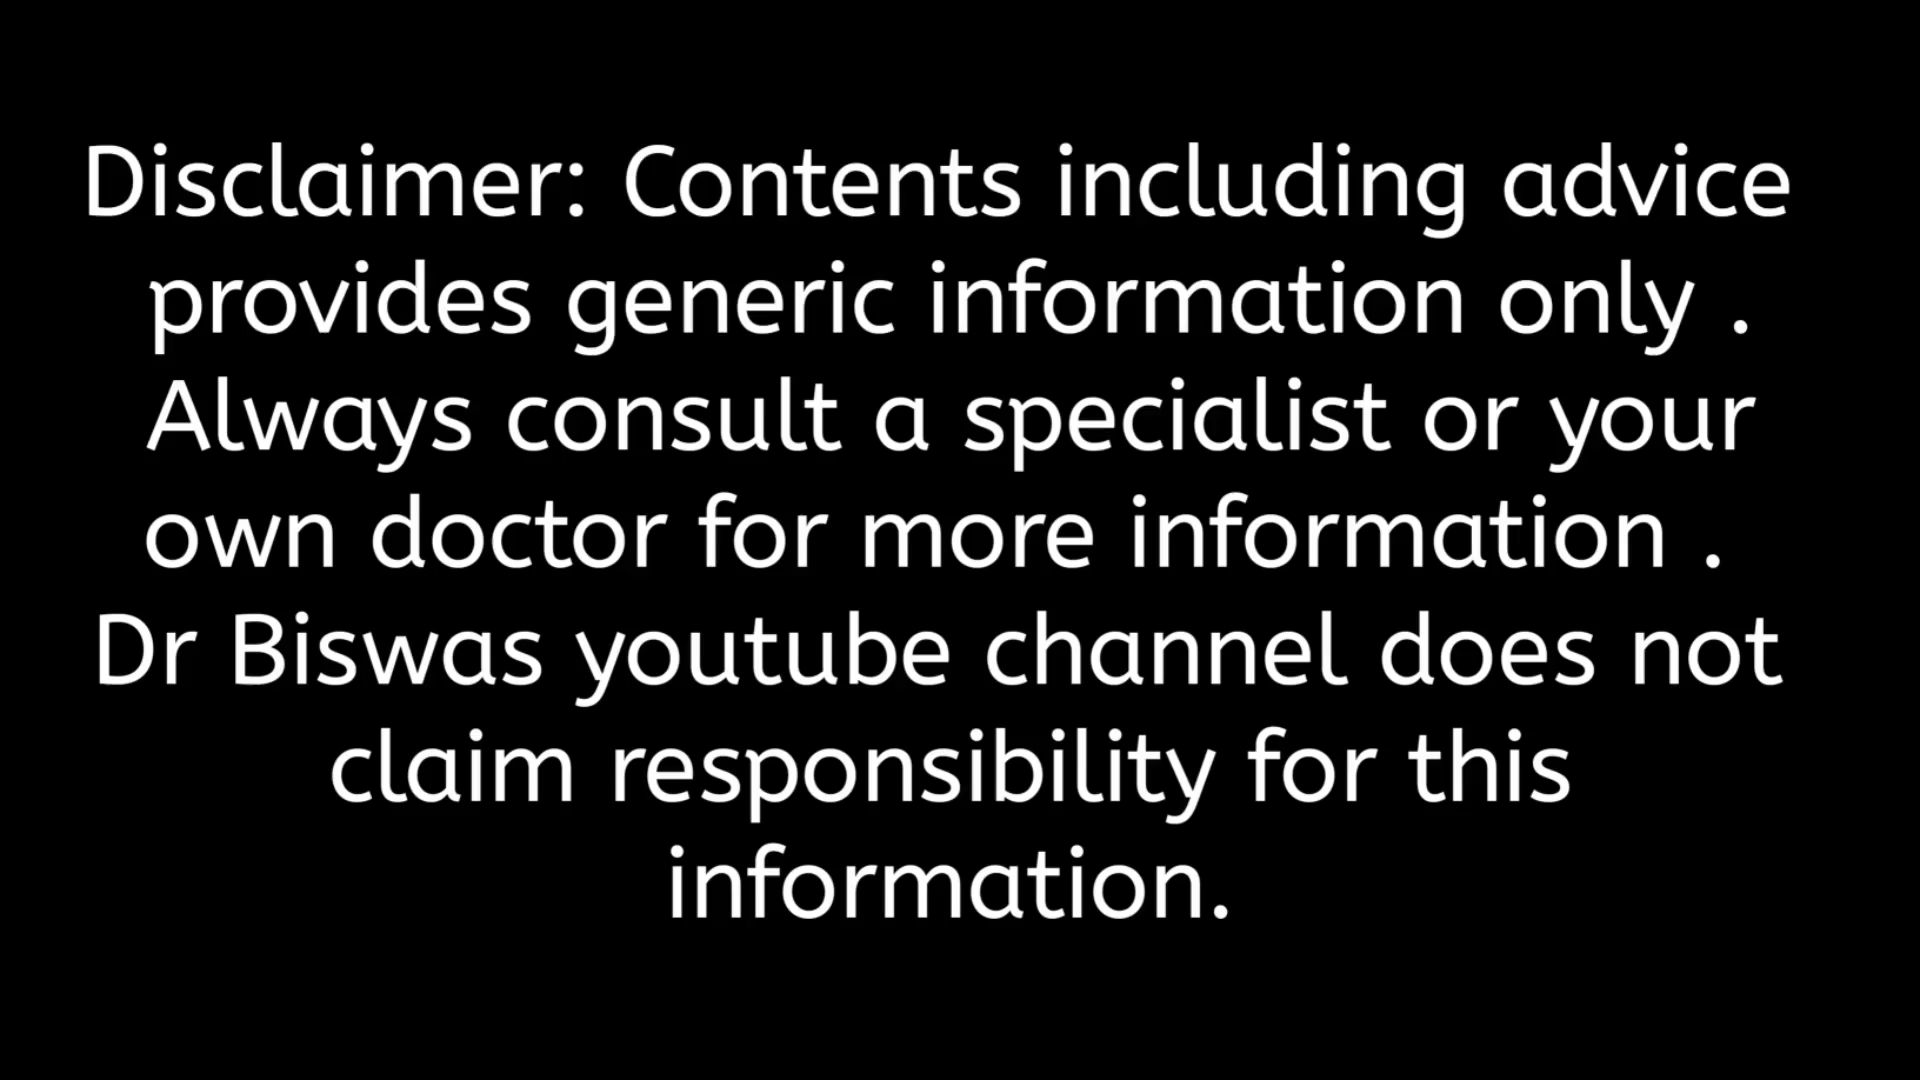 Disclaimer: Contents including advice
provides generic information only .
Always consult a specialist or your
own doctor for more information .
Dr Biswas youtube channel does not
claim responsibility for this
information.